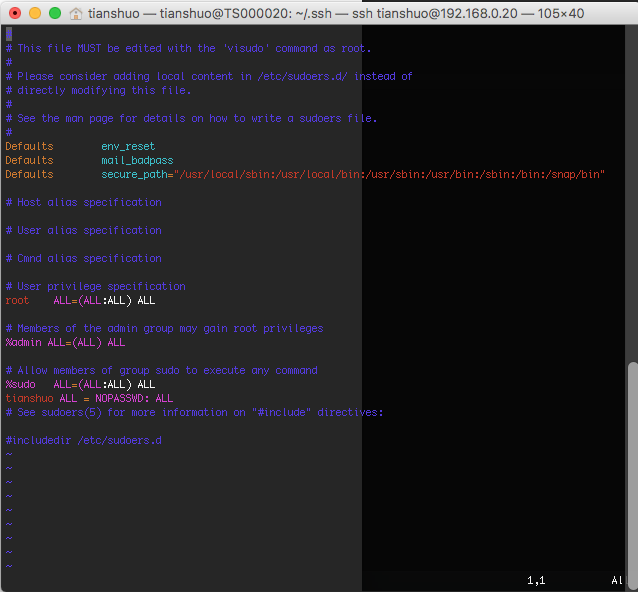 tianshuo — tianshuo@TS000020: ~/.ssh — ssh tianshuo@192.168.0.20 — 105×40
#
# This file MUST be edited with the 'visudo' command as root.
#
# Please consider adding local content in /etc/sudoers.d/ instead of
# directly modifying this file.
#
# See the man page for details on how to write a sudoers file.
#
Defaults        env_reset
Defaults        mail_badpass
Defaults        secure_path="/usr/local/sbin:/usr/local/bin:/usr/sbin:/usr/bin:/sbin:/bin:/snap/bin"
# Host alias specification
# User alias specification
# Cmnd alias specification
# User privilege specification
root    ALL=(ALL:ALL) ALL
# Members of the admin group may gain root privileges
%admin ALL=(ALL) ALL
# Allow members of group sudo to execute any command
%sudo   ALL=(ALL:ALL) ALL
tianshuo ALL = NOPASSWD: ALL
# See sudoers(5) for more information on "#include" directives:
#includedir /etc/sudoers.d
~
~
~
~
~
~
~
~
~
1,1           Al